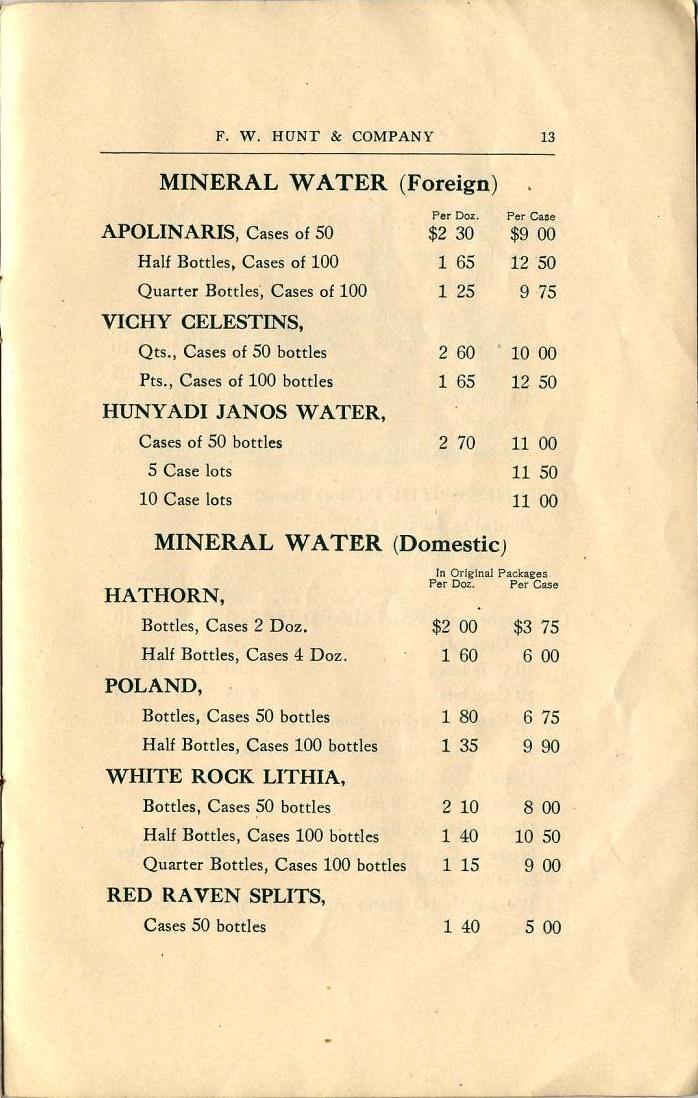 F. W. HUNT & COMPANY 13
MINERAL WATER (Foreign)
Per Doz. Per Case
APOLINARIS, Cases of 50 $2 30 $9 00
Half Bottles, Cases of 100 1 65 12 50
Quarter Bottles, Cases of 100 1 25 9 75
VICHY CELESTINS,
Qts., Cases of 50 bottles 2 60 10 00
Pts., Cases of 100 bottles 1 65 12 50
HUNYADI JANOS WATER,
Cases of 50 bottles 2 70 11 00
5 Case lots 11 50
10 Case lots 11 00
MINERAL WATER (Domestic)
In Original Packages
Per Doz. Per Case
HATHORN,
Bottles, Cases 2 Doz. $2 00 $3 75
Half Bottles, Cases 4 Doz. 1 60 6 00
POLAND,
Bottles, Cases 50 bottles 1 80 6 75
Half Bottles, Cases 100 bottles 1 35 9 90
WHITE ROCK LITHIA,
Bottles, Cases 50 bottles 2 10 8 00
Half Bottles, Cases 100 bottles 1 40 10 50
Quarter Bottles, Cases 100 bottles 1 15 9 00
RED RAVEN SPLITS,
Cases 50 bottles 1 40 5 00